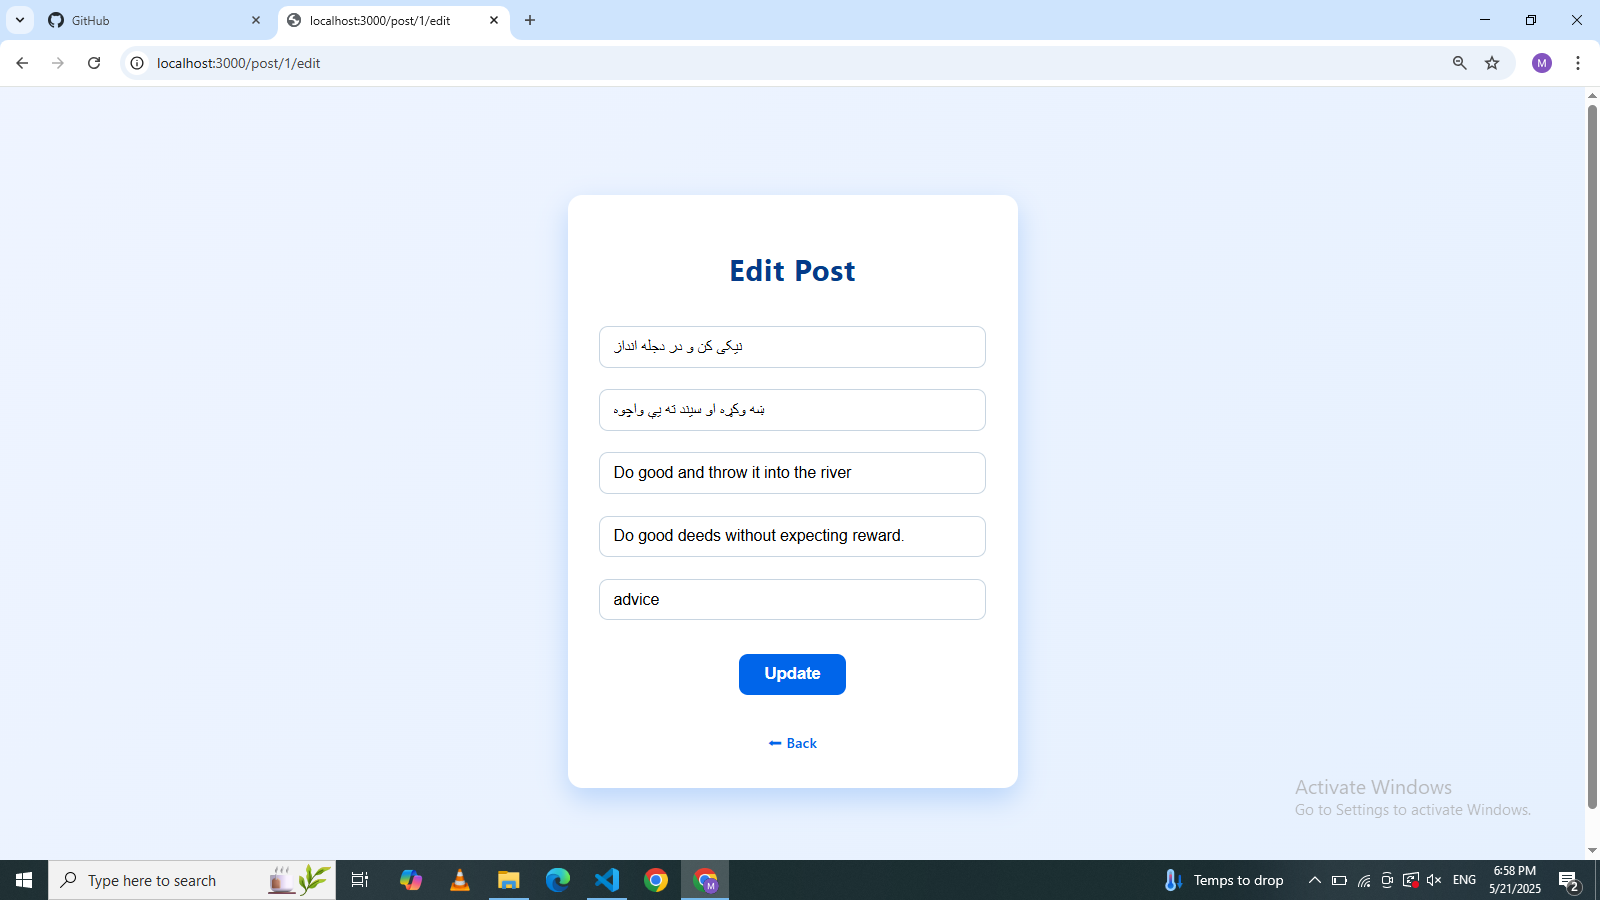 GitHub
localhost:3000/post/1/edit
localhost:3000/post/1/edit
M
Edit Post
نیکی کن و در دجله انداز
ښه وکړه او سیند ته یې واچوه
Do good and throw it into the river
Do good deeds without expecting reward.
advice
Update
Back
Activate Windows
Go to Settings to activate Windows.
Type here to search
M
Temps to drop
ENG
6:58 PM
5/21/2025
2